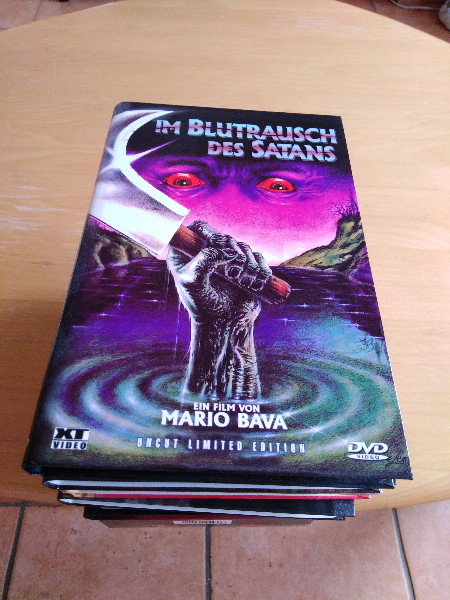 IM BLUTRAUSCH
DES SATANS
EIN FILM VON
MARIO BAVA
XT
VIDEO
UNCUT LIMITED EDITION
DVD
VIDEO